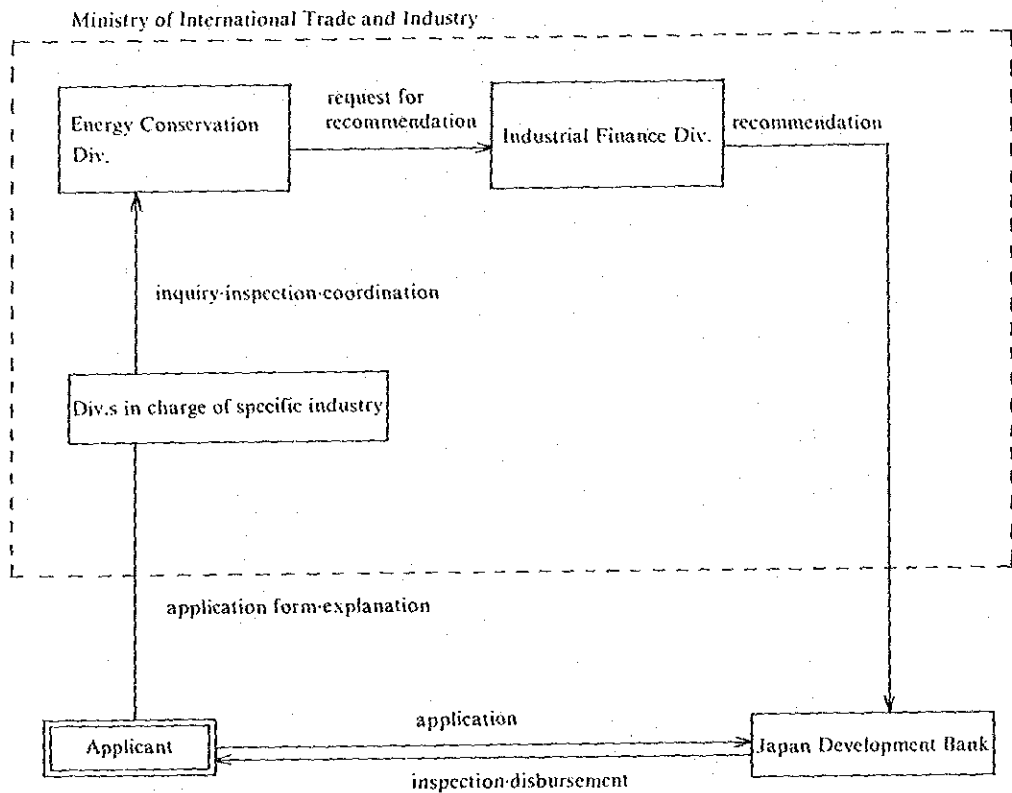 Ministry of International Trade and Industry
request for
recommendation
recommendation
Energy Conservation
Div.
Industrial Finance Div.
inquiry·inspection·coordination
Div.s in charge of specific industry
application form·explanation
application
Applicant
Japan Development Bank
inspection·disbursement